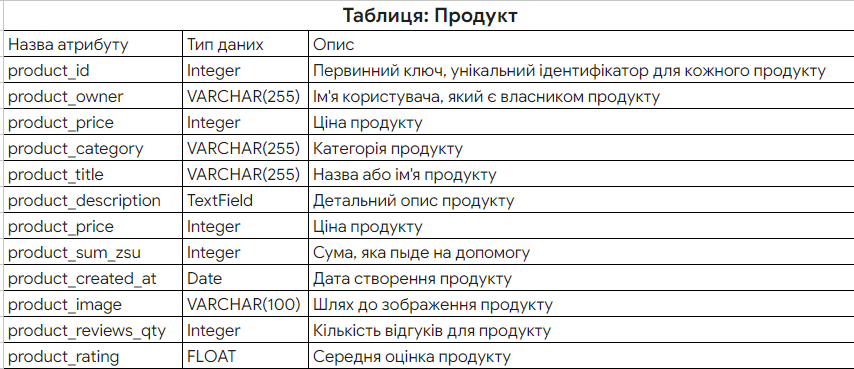 Таблиця: Продукт
Назва атрибуту Тип даних Опис
product_id Integer Первинний ключ, унікальний ідентифікатор для кожного продукту
product_owner VARCHAR(255) Ім'я користувача, який є власником продукту
product_price Integer Ціна продукту
product_category VARCHAR(255) Категорія продукту
product_title VARCHAR(255) Назва або ім'я продукту
product_description TextField Детальний опис продукту
product_price Integer Ціна продукту
product_sum_zsu Integer Сума, яка пыде на допомогу
product_created_at Date Дата створення продукту
product_image VARCHAR(100) Шлях до зображення продукту
product_reviews_qty Integer Кількість відгуків для продукту
product_rating FLOAT Середня оцінка продукту